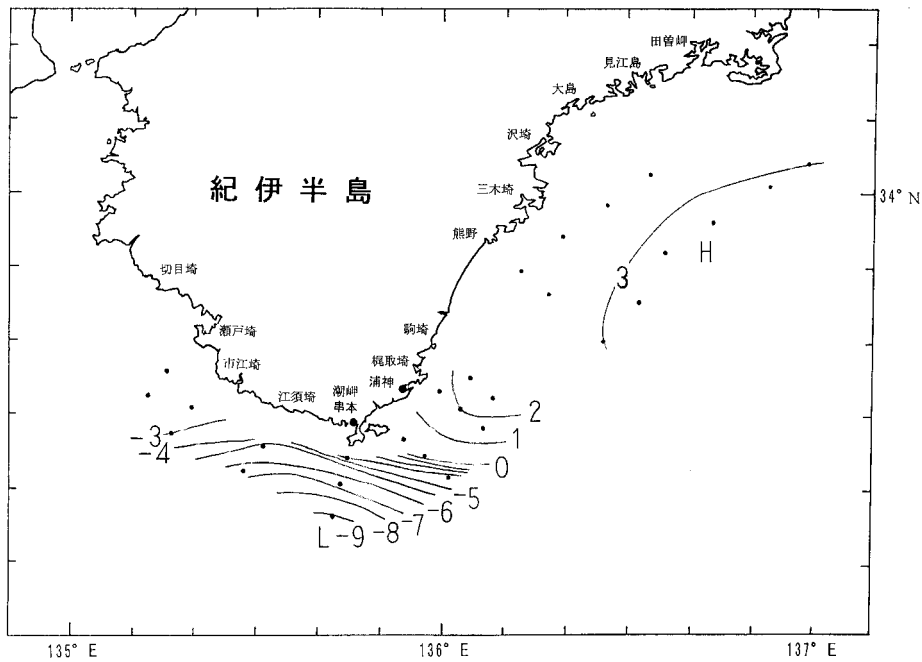 田曽岬
見江島
大島
沢埼
三木埼
34° N
紀伊半島
熊野
H
切目埼
3
瀬戸埼
駒埼
市江埼
梶取埼
浦神
江須埼
潮岬
串本
2
1
-3
-4
0
-5
-6
-7
-8
L-9
135° E
136° E
137° E